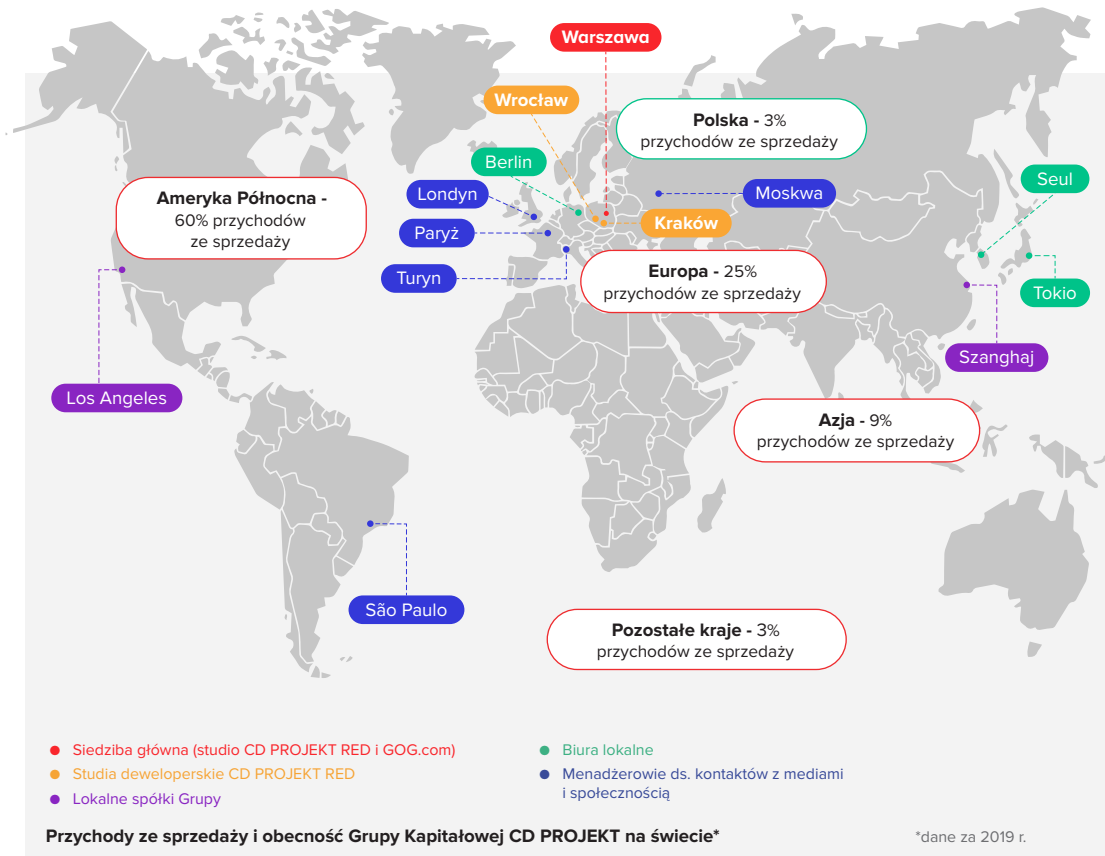 Warszawa
Wrocław
Polska - 3%
przychodów ze sprzedaży
Berlin
Seul
Ameryka Północna -
60% przychodów
ze sprzedaży
Londyn
Moskwa
Paryż
Kraków
Turyn
Europa - 25%
przychodów ze sprzedaży
Tokio
Szanghaj
Los Angeles
Azja - 9%
przychodów ze sprzedaży
São Paulo
Pozostałe kraje - 3%
przychodów ze sprzedaży
Siedziba główna (studio CD PROJEKT RED i GOG.com)
Studia deweloperskie CD PROJEKT RED
Lokalne spółki Grupy
Biura lokalne
Menadżerowie ds. kontaktów z mediami
i społecznością
Przychody ze sprzedaży i obecność Grupy Kapitałowej CD PROJEKT na świecie*
*dane za 2019 r.